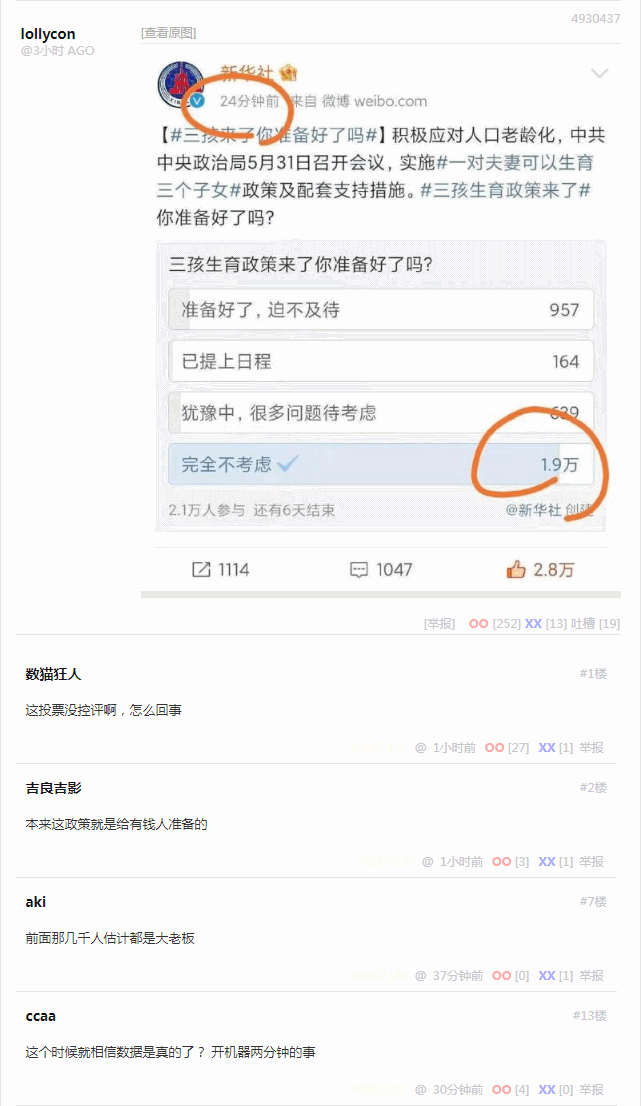 4930437
lollycon
[查看原图]
@3小时 AGO
新华社
24分钟前 来自 微博 weibo.com
【#三孩来了你准备好了吗#】积极应对人口老龄化，中共
中央政治局5月31日召开会议，实施#一对夫妻可以生育
三个子女#政策及配套支持措施。#三孩生育政策来了#
你准备好了吗?
三孩生育政策来了你准备好了吗?
准备好了，迫不及待 957
已提上日程 164
犹豫中，很多问题待考虑 639
完全不考虑 1.9万
2.1万人参与 还有6天结束 @新华社 创建
1114 1047 2.8万
[举报] OO [252] XX [13] 吐槽 [19]
数猫狂人 #1楼
这投票没控评啊，怎么回事
@ 1小时前 OO [27] XX [1] 举报
吉良吉影 #2楼
本来这政策就是给有钱人准备的
@ 1小时前 OO [3] XX [1] 举报
aki #7楼
前面那几千人估计都是大老板
@ 37分钟前 OO [0] XX [1] 举报
ccaa #13楼
这个时候就相信数据是真的了？ 开机器两分钟的事
@ 30分钟前 OO [4] XX [0] 举报